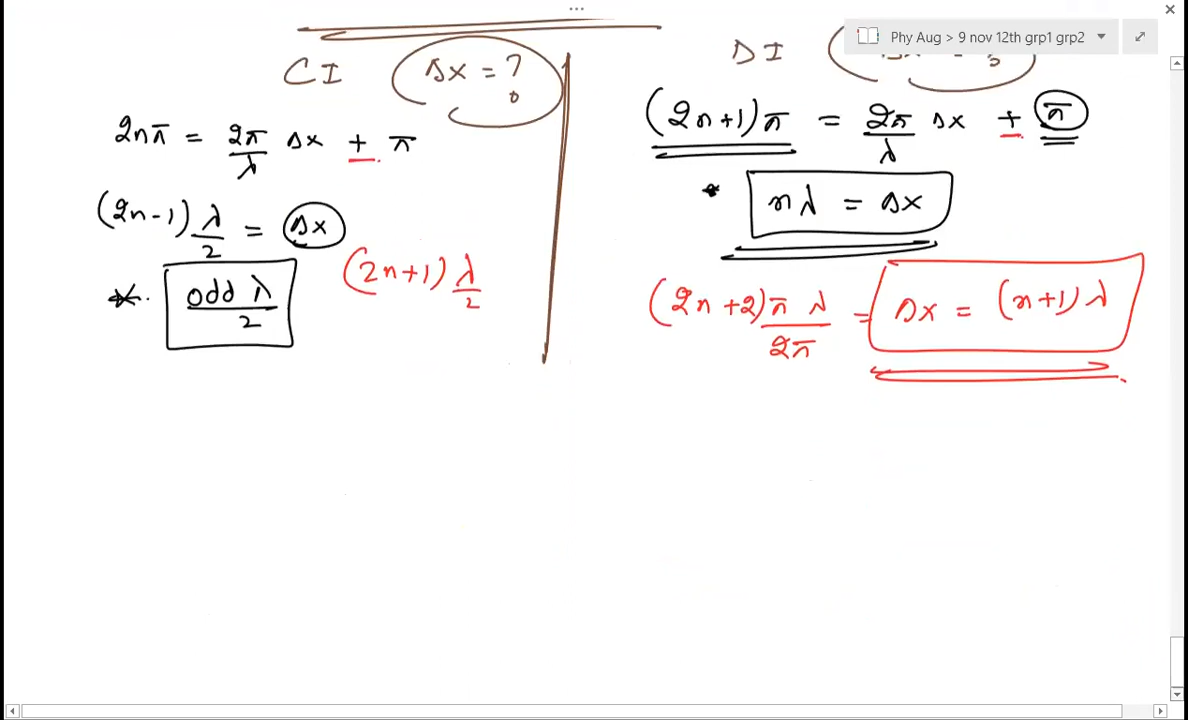 Phy Aug > 9 nov 12th grp1 grp2
CI Δx = ?
2nπ = 2π/λ Δx ± π
(2n-1) λ/2 = Δx
odd λ/2
(2n+1) λ/2
DI
(2n+1)π = 2π/λ Δx ± π
nλ = Δx
(2n+2)π λ/2π = Δx = (n+1) λ